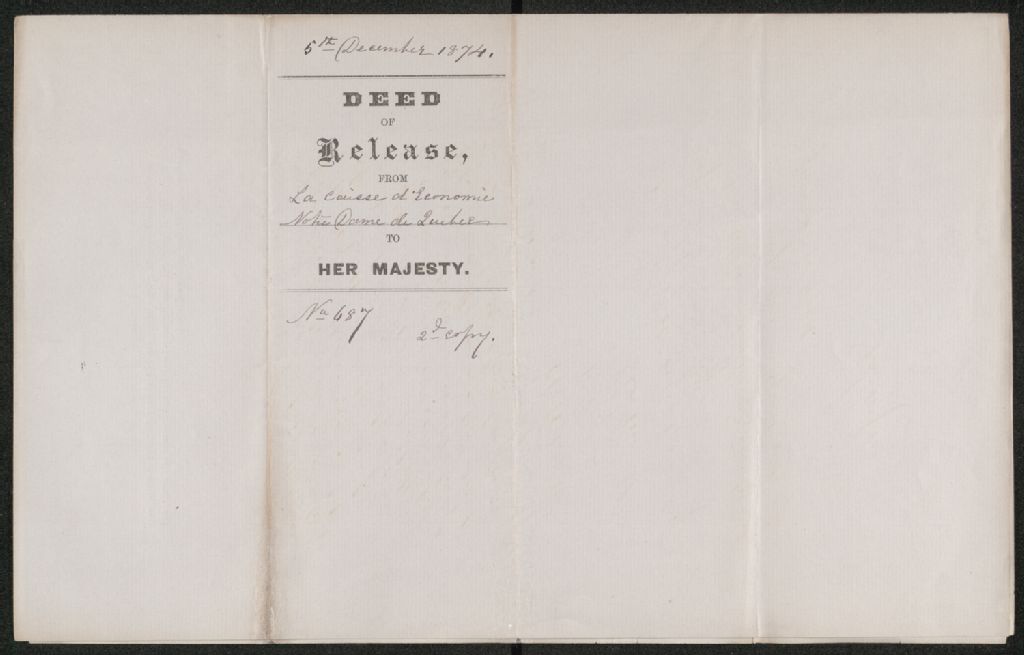 5th December 1874.
DEED
OF
Release,
FROM
La Caisse d'Economie
Notre Dame de Quebec
TO
HER MAJESTY.
No 687
2d copy.